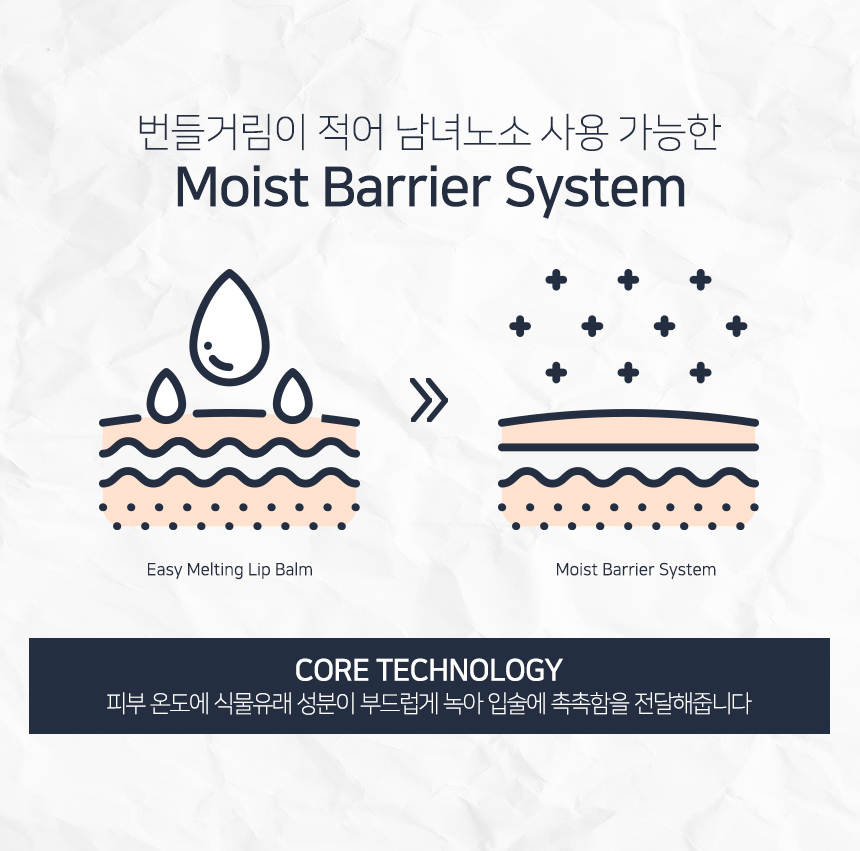 번들거림이 적어 남녀노소 사용 가능한
Moist Barrier System
Easy Melting Lip Balm
Moist Barrier System
CORE TECHNOLOGY
피부 온도에 식물유래 성분이 부드럽게 녹아 입술에 촉촉함을 전달해줍니다